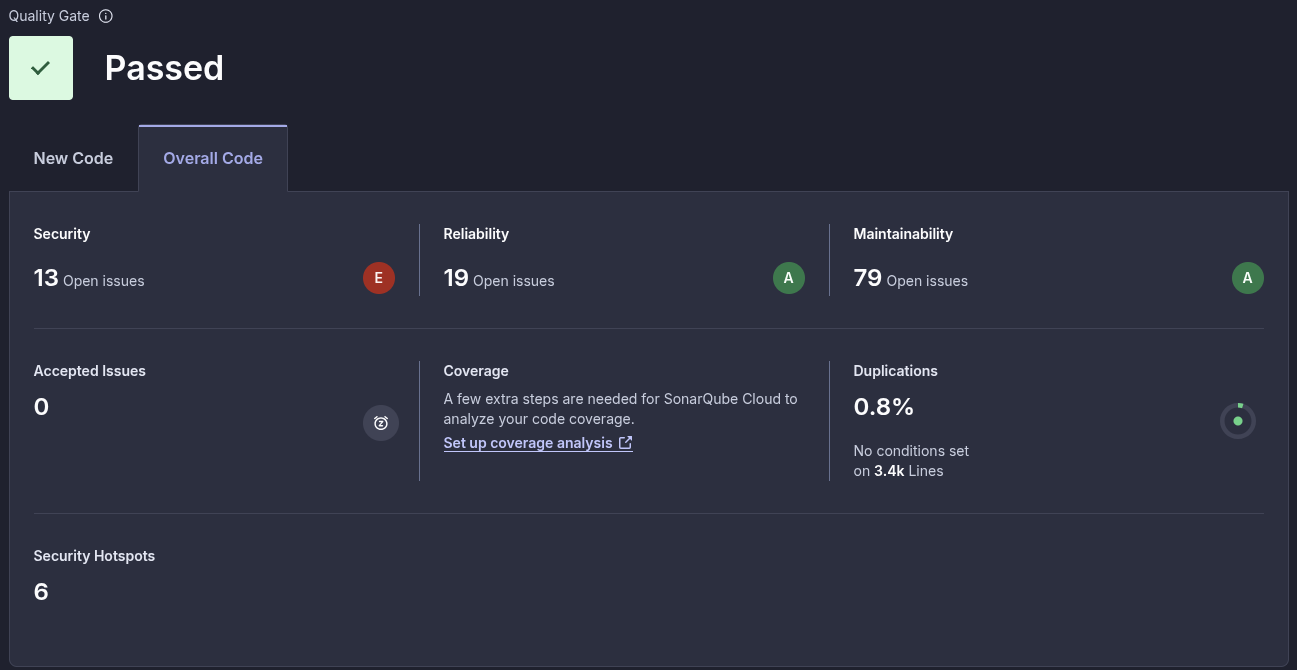 Quality Gate
Passed
New Code
Overall Code
Security
13 Open issues
E
Reliability
19 Open issues
A
Maintainability
79 Open issues
A
Accepted Issues
0
Coverage
A few extra steps are needed for SonarQube Cloud to
analyze your code coverage.
Set up coverage analysis
Duplications
0.8%
No conditions set
on 3.4k Lines
Security Hotspots
6